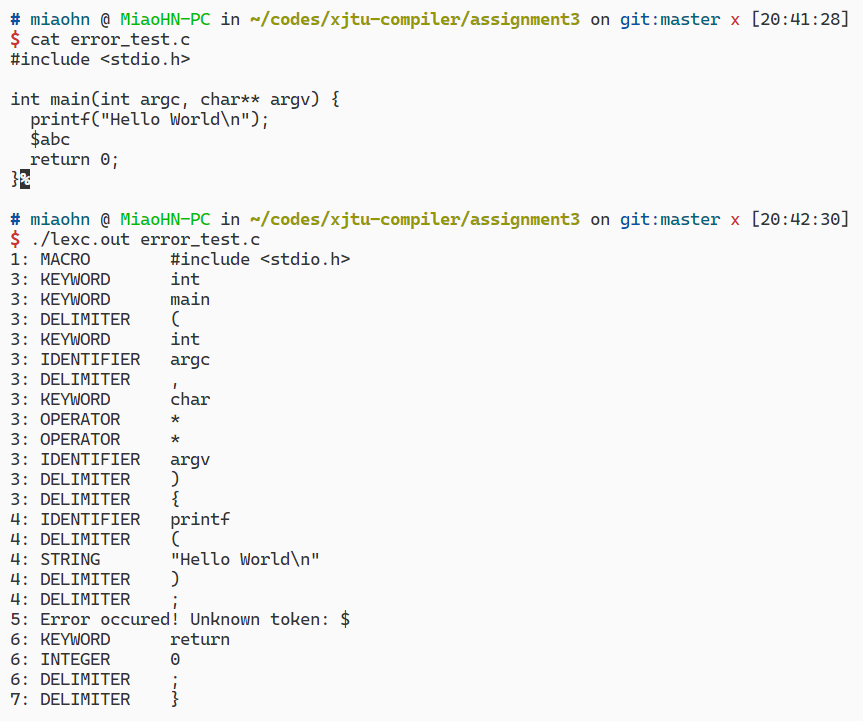 # miaohn @ MiaoHN-PC in ~/codes/xjtu-compiler/assignment3 on git:master x [20:41:28]
$ cat error_test.c
#include <stdio.h>

int main(int argc, char** argv) {
  printf("Hello World\n");
  $abc
  return 0;
}%

# miaohn @ MiaoHN-PC in ~/codes/xjtu-compiler/assignment3 on git:master x [20:42:30]
$ ./lexc.out error_test.c
1: MACRO        #include <stdio.h>
3: KEYWORD      int
3: KEYWORD      main
3: DELIMITER    (
3: KEYWORD      int
3: IDENTIFIER   argc
3: DELIMITER    ,
3: KEYWORD      char
3: OPERATOR     *
3: OPERATOR     *
3: IDENTIFIER   argv
3: DELIMITER    )
3: DELIMITER    {
4: IDENTIFIER   printf
4: DELIMITER    (
4: STRING       "Hello World\n"
4: DELIMITER    )
4: DELIMITER    ;
5: Error occured! Unknown token: $
6: KEYWORD      return
6: INTEGER      0
6: DELIMITER    ;
7: DELIMITER    }